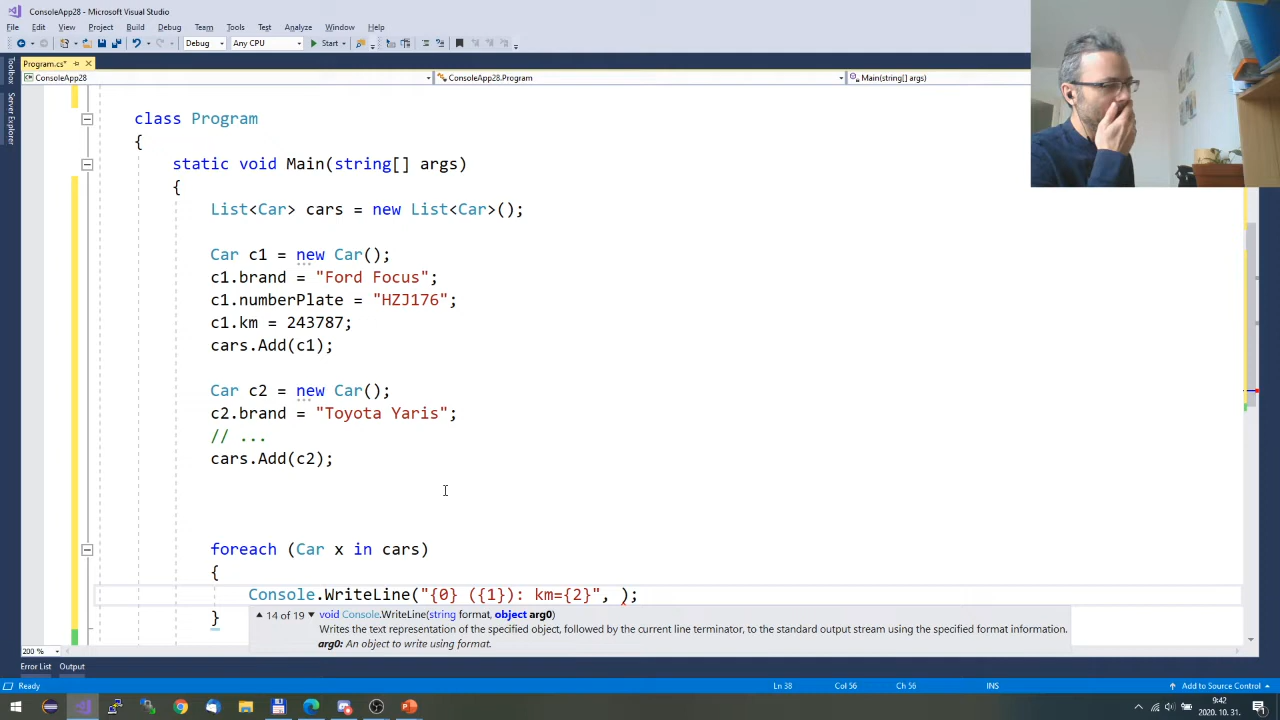 ConsoleApp28 - Microsoft Visual Studio
File Edit View Project Build Debug Team Tools Test Analyze Window Help
Debug Any CPU Start
Program.cs*
ConsoleApp28 ConsoleApp28.Program Main(string[] args)
Toolbox
Server Explorer
class Program
{
static void Main(string[] args)
{
List<Car> cars = new List<Car>();
Car c1 = new Car();
c1.brand = "Ford Focus";
c1.numberPlate = "HZJ176";
c1.km = 243787;
cars.Add(c1);
Car c2 = new Car();
c2.brand = "Toyota Yaris";
// ...
cars.Add(c2);
foreach (Car x in cars)
{
Console.WriteLine("{0} ({1}): km={2}", );
14 of 19 void Console.WriteLine(string format, object arg0)
}
Writes the text representation of the specified object, followed by the current line terminator, to the standard output stream using the specified format information.
arg0: An object to write using format.
200 %
Error List Output
Ready Ln 38 Col 56 Ch 56 INS Add to Source Control
9:42
2020. 10. 31.